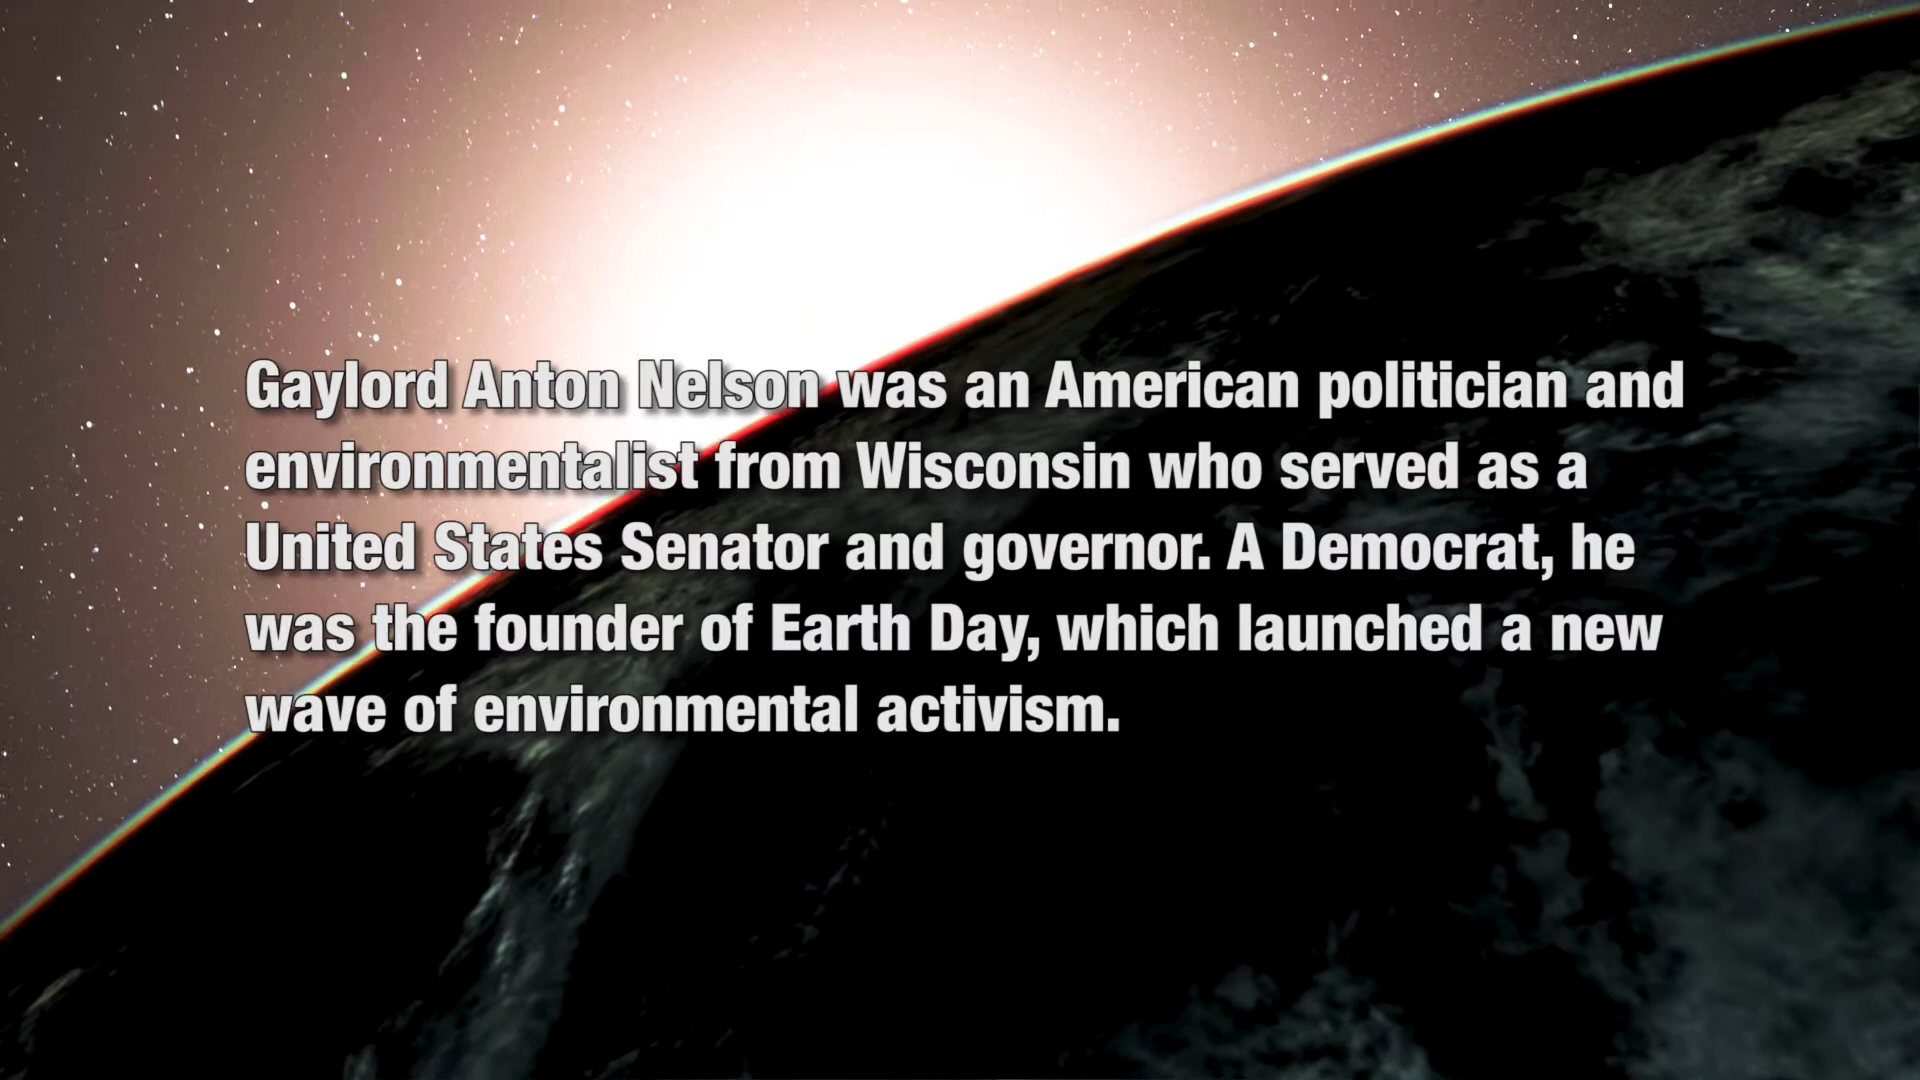 Gaylord Anton Nelson was an American politician and
environmentalist from Wisconsin who served as a
United States Senator and governor. A Democrat, he
was the founder of Earth Day, which launched a new
wave of environmental activism.